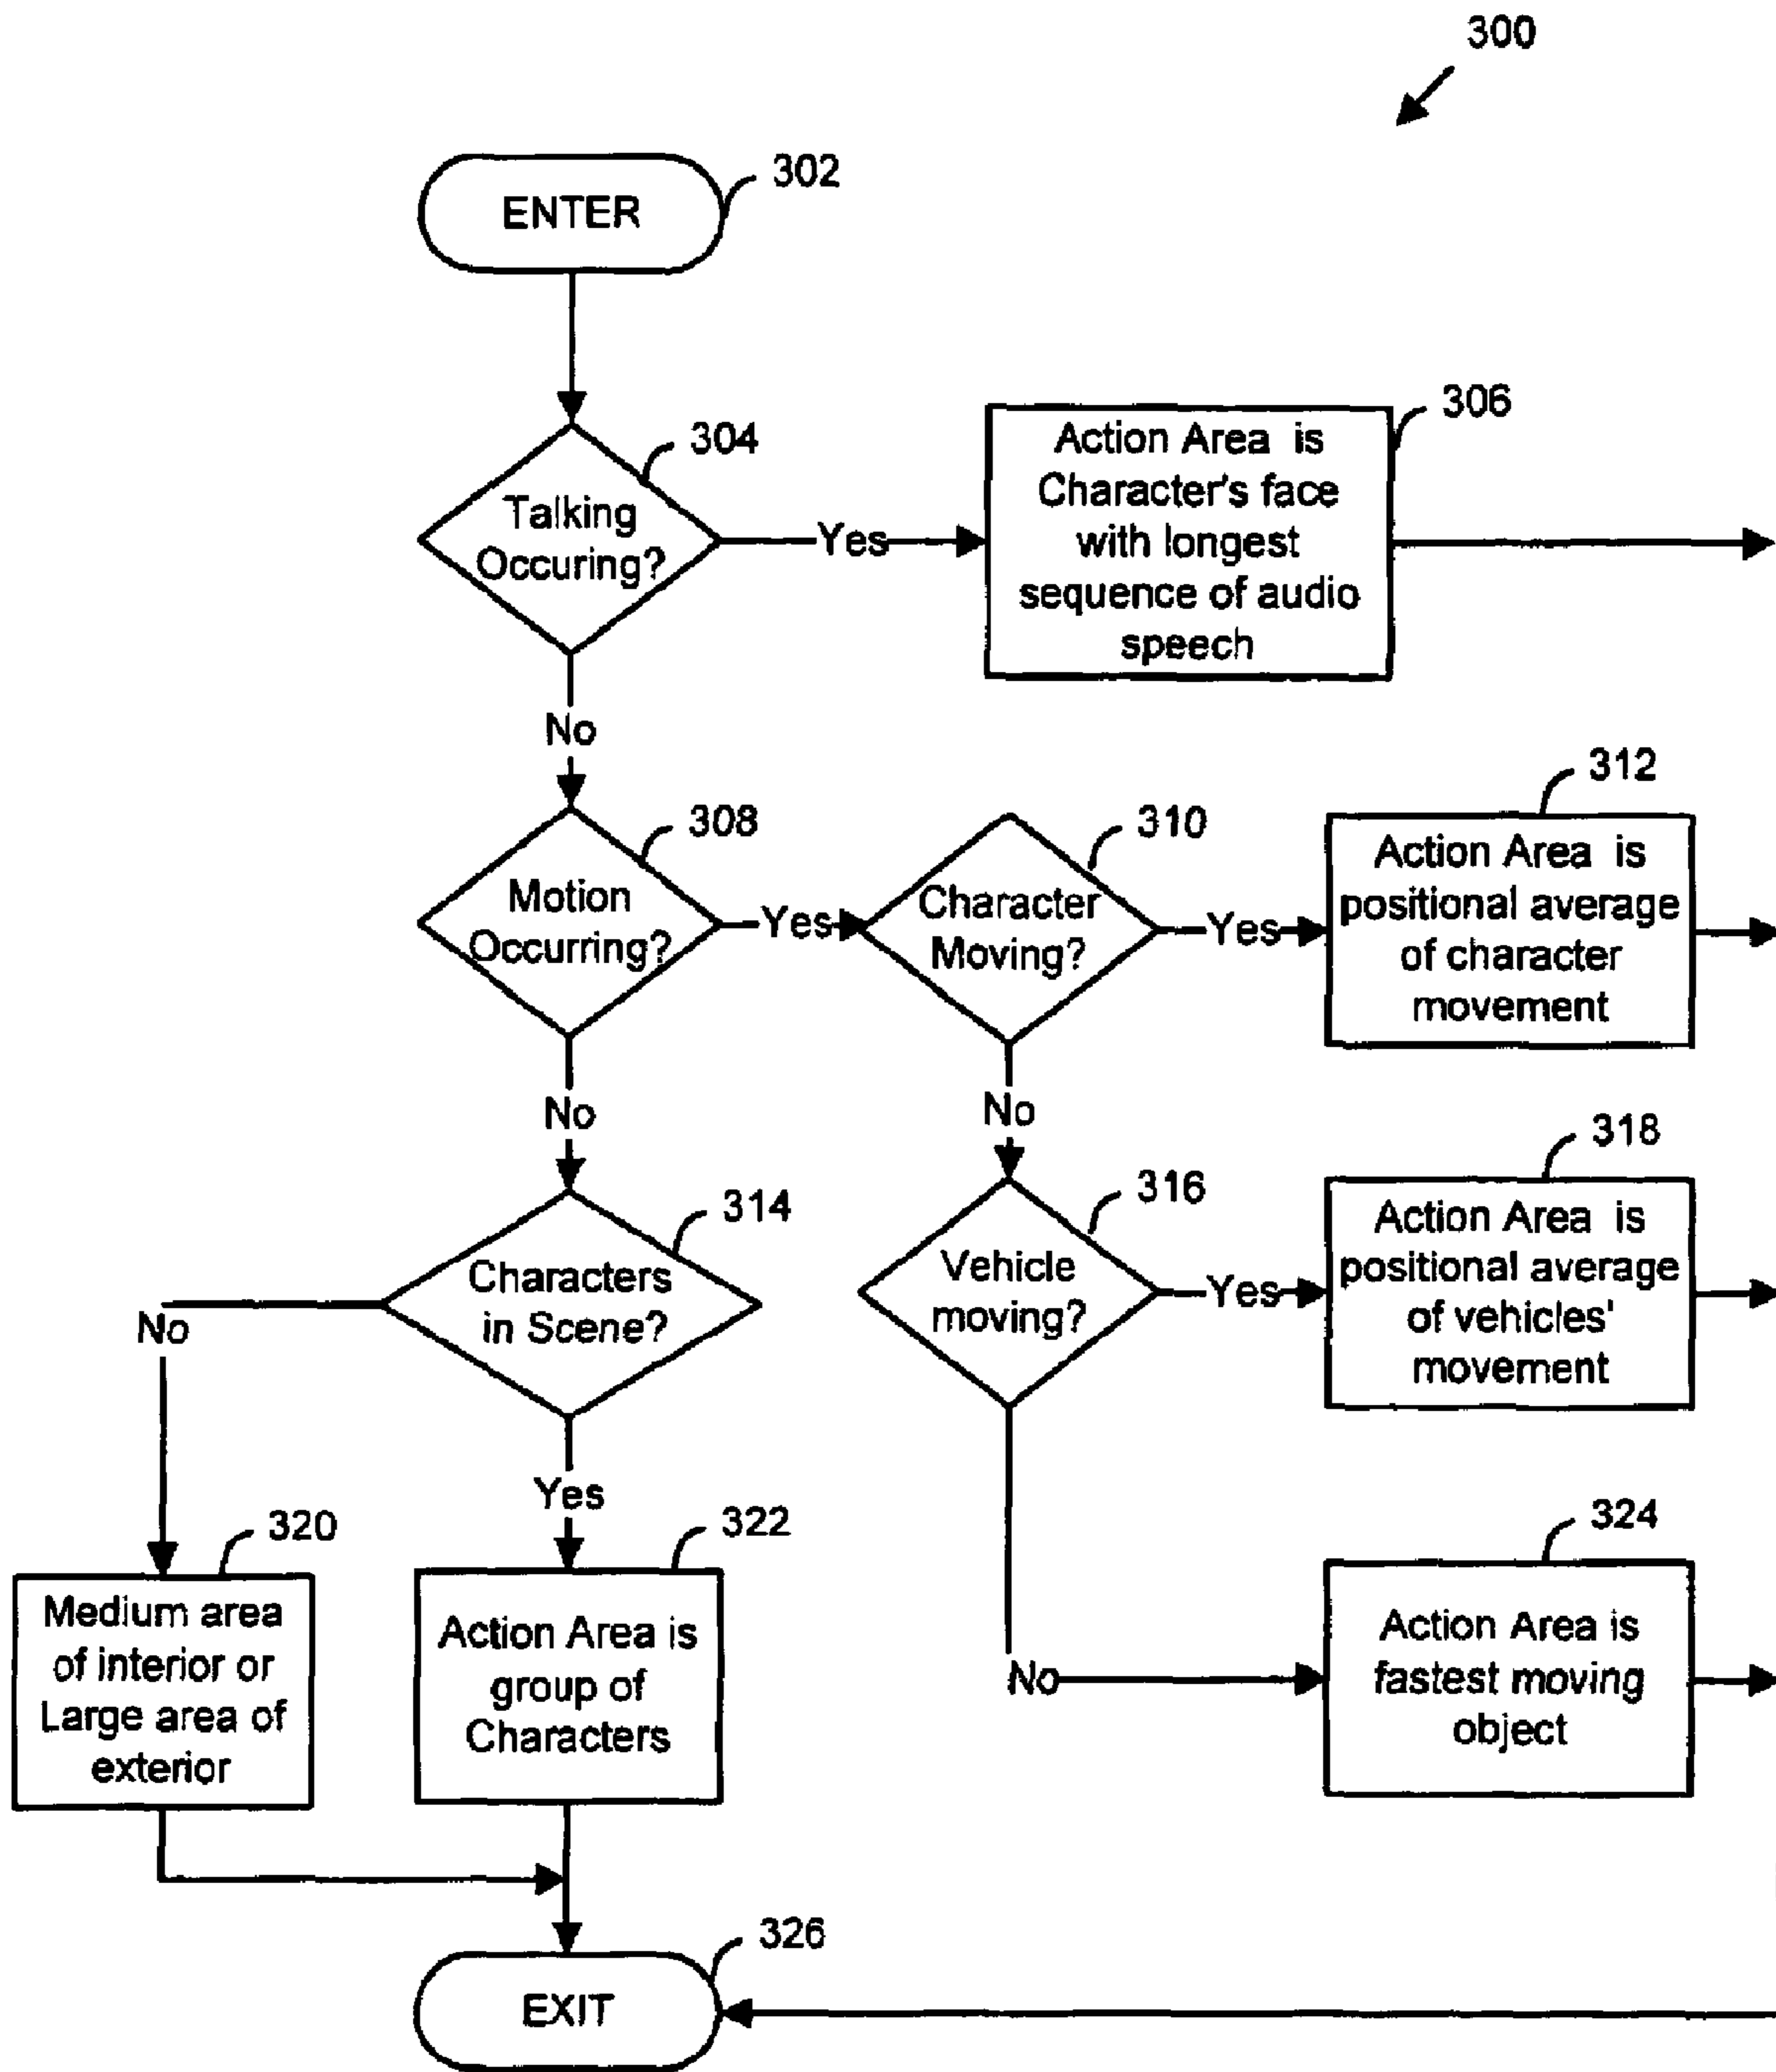 300
ENTER
302
Talking
Occuring?
304
Yes
Action Area is
Character's face
with longest
sequence of audio
speech
306
No
Motion
Occurring?
308
Yes
Character
Moving?
310
Yes
Action Area is
positional average
of character
movement
312
No
No
Characters
in Scene?
314
Vehicle
moving?
316
Yes
Action Area is
positional average
of vehicles'
movement
318
No
Yes
No
Medium area
of interior or
Large area of
exterior
320
Action Area is
group of
Characters
322
Action Area is
fastest moving
object
324
EXIT
326